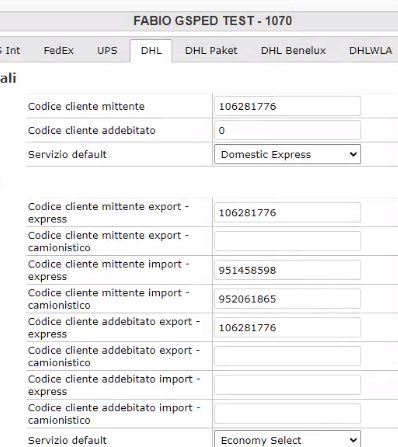 FABIO GSPED TEST - 1070
S Int FedEx UPS DHL DHL Paket DHL Benelux DHLWLA
ali
Codice cliente mittente 106281776
Codice cliente addebitato 0
Servizio default Domestic Express
Codice cliente mittente export -
express 106281776
Codice cliente mittente export -
camionistico
Codice cliente mittente import -
express 951458598
Codice cliente mittente import -
camionistico 952061865
Codice cliente addebitato export -
express 106281776
Codice cliente addebitato export -
camionistico
Codice cliente addebitato import -
express
Codice cliente addebitato import -
camionistico
Servizio default Economy Select